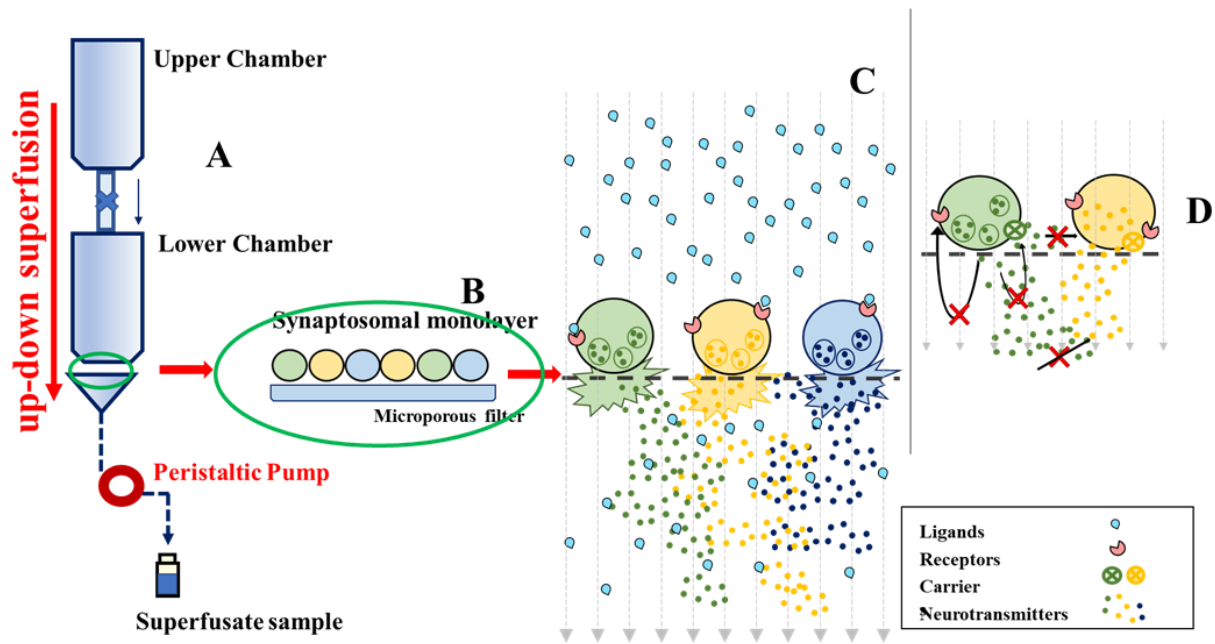 Upper Chamber
A
up-down superfusion
Lower Chamber
B
Synaptosomal monolayer
Microporous filter
Peristaltic Pump
Superfusate sample
C
D
Ligands
Receptors
Carrier
Neurotransmitters